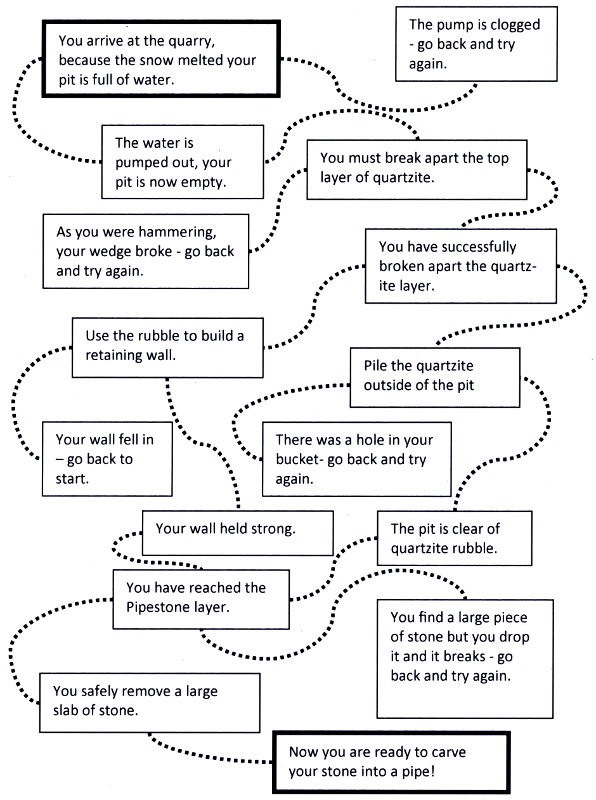 You arrive at the quarry,
because the snow melted your
pit is full of water.
The pump is clogged
- go back and try
again.
The water is
pumped out, your
pit is now empty.
You must break apart the top
layer of quartzite.
As you were hammering,
your wedge broke - go back
and try again.
You have successfully
broken apart the quartz-
ite layer.
Use the rubble to build a
retaining wall.
Pile the quartzite
outside of the pit
Your wall fell in
– go back to
start.
There was a hole in your
bucket- go back and try
again.
Your wall held strong.
The pit is clear of
quartzite rubble.
You have reached the
Pipestone layer.
You find a large piece
of stone but you drop
it and it breaks - go
back and try again.
You safely remove a large
slab of stone.
Now you are ready to carve
your stone into a pipe!